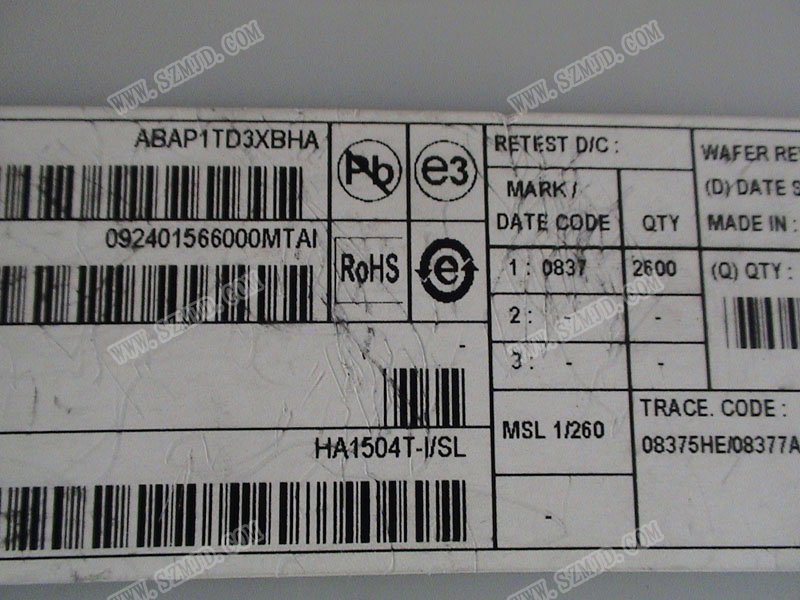 WWW.SZMJD.COM
WWW.SZMJD.COM
ABAP1TD3XBHA
Pb
e3
RETEST D/C :
WAFER RE
MARK /
DATE CODE
QTY
(D) DATE S
MADE IN :
092401566000MTAI
RoHS
e
1 : 0837
2600
(Q) QTY :
2 :
-
-
WWW.SZMJD.COM
WWW.SZMJD.COM
-
3 :
-
-
HA1504T-I/SL
MSL 1/260
TRACE. CODE :
08375HE/08377A
-
WWW.SZMJD.COM
WWW.SZMJD.COM